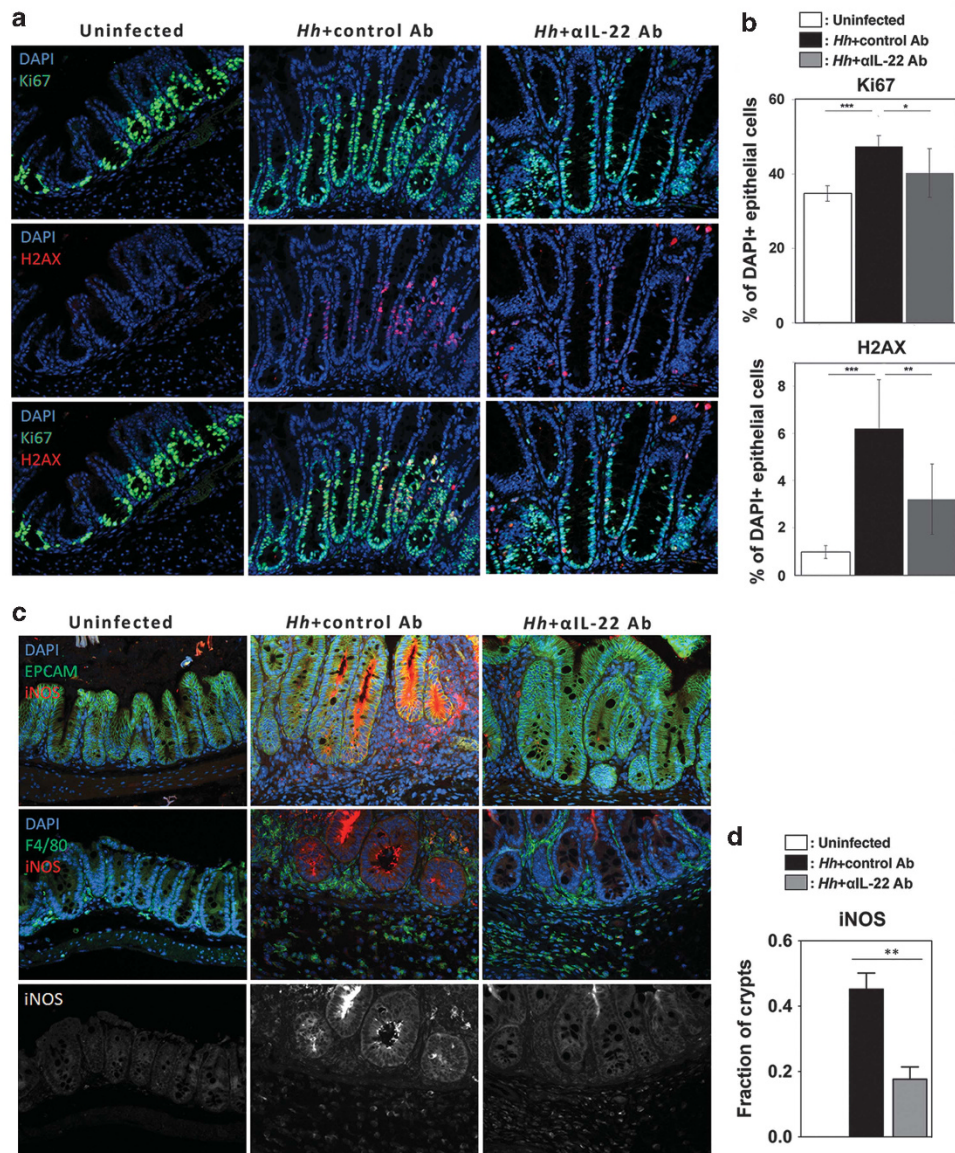 a
Uninfected
Hh+control Ab
Hh+αIL-22 Ab
DAPI
Ki67
DAPI
H2AX
DAPI
Ki67
H2AX
b
: Uninfected
: Hh+control Ab
: Hh+αIL-22 Ab
Ki67
*** *
% of DAPI+ epithelial cells
60
40
20
0
H2AX
*** **
% of DAPI+ epithelial cells
8
6
4
2
0
c
Uninfected
Hh+control Ab
Hh+αIL-22 Ab
DAPI
EPCAM
iNOS
DAPI
F4/80
iNOS
iNOS
d
: Uninfected
: Hh+control Ab
: Hh+αIL-22 Ab
iNOS
**
Fraction of crypts
0.6
0.4
0.2
0.0